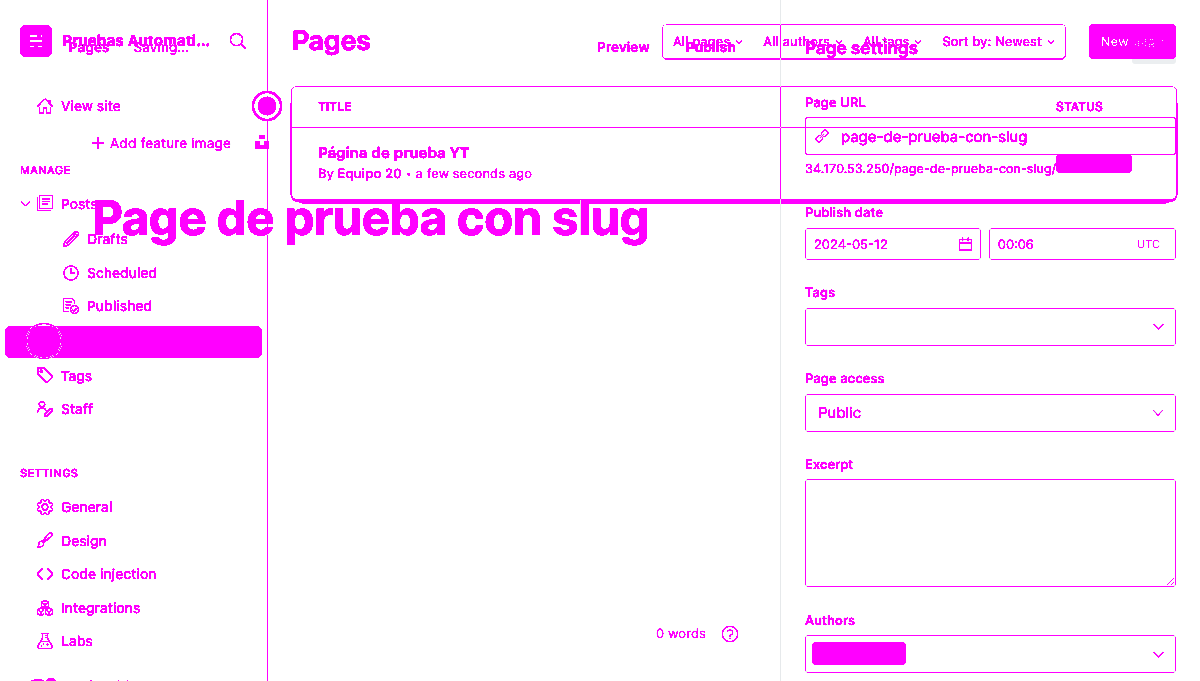 Pruebas Automati...
Pages Saving...
View site
Add feature image
MANAGE
Posts
Drafts
Scheduled
Published
Tags
Staff
SETTINGS
General
Design
Code injection
Integrations
Labs
Pages
Preview
Publish
All pages
All authors
All tags
Sort by: Newest
New
TITLE
STATUS
Página de prueba YT
By Equipo 20 • a few seconds ago
Page de prueba con slug
0 words
Page settings
Page URL
page-de-prueba-con-slug
34.170.53.250/page-de-prueba-con-slug/
Publish date
2024-05-12
00:06
UTC
Tags
Page access
Public
Excerpt
Authors